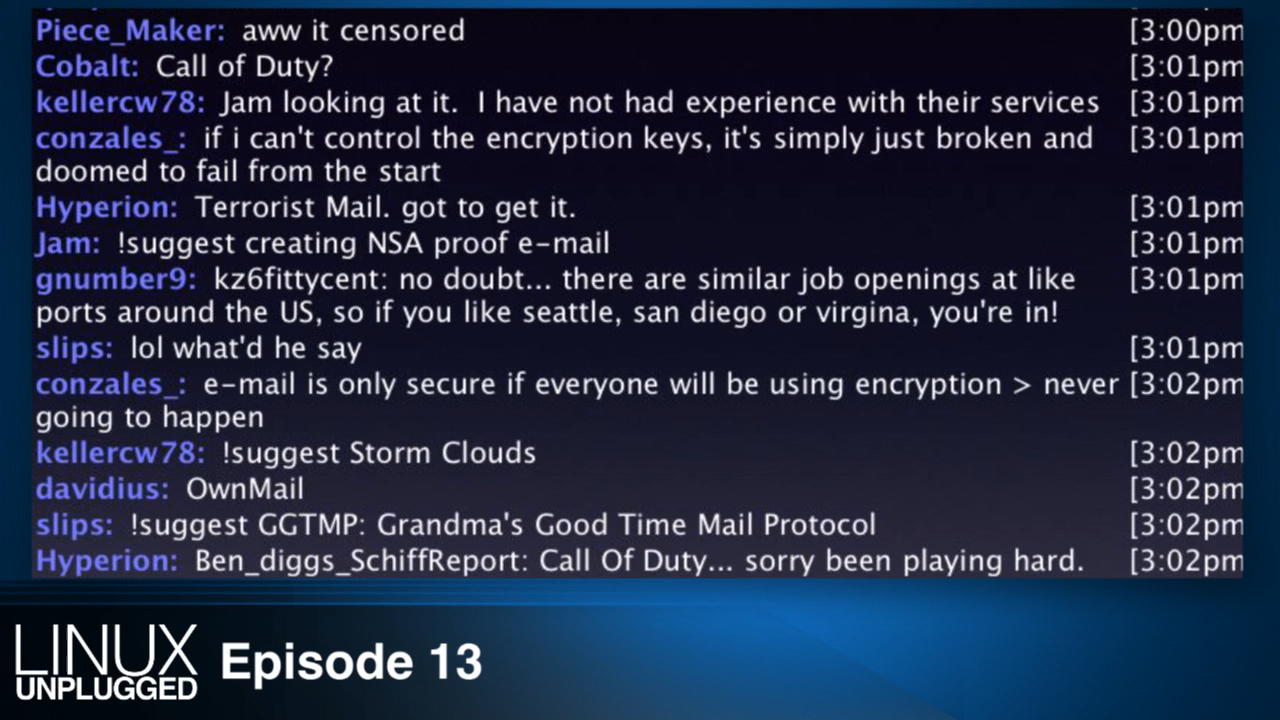 Piece_Maker: aww it censored [3:00pm
Cobalt: Call of Duty? [3:01pm
kellercw78: Jam looking at it.  I have not had experience with their services [3:01pm
conzales_: if i can't control the encryption keys, it's simply just broken and [3:01pm
doomed to fail from the start
Hyperion: Terrorist Mail. got to get it. [3:01pm
Jam: !suggest creating NSA proof e-mail [3:01pm
gnumber9: kz6fittycent: no doubt... there are similar job openings at like [3:01pm
ports around the US, so if you like seattle, san diego or virgina, you're in!
slips: lol what'd he say [3:01pm
conzales_: e-mail is only secure if everyone will be using encryption > never [3:02pm
going to happen
kellercw78: !suggest Storm Clouds [3:02pm
davidius: OwnMail [3:02pm
slips: !suggest GGTMP: Grandma's Good Time Mail Protocol [3:02pm
Hyperion: Ben_diggs_SchiffReport: Call Of Duty... sorry been playing hard. [3:02pm
LINUX
UNPLUGGED
Episode 13